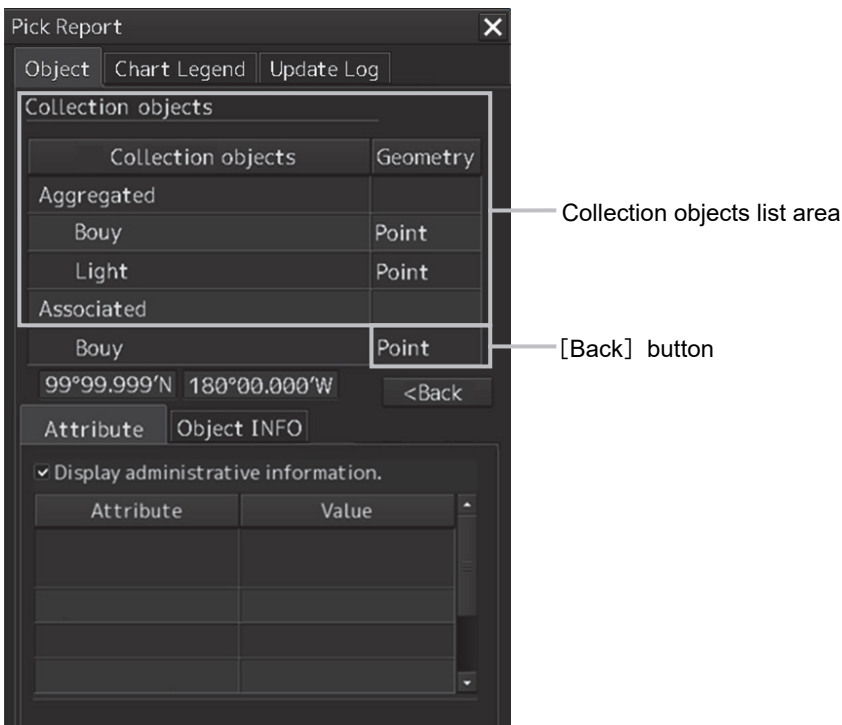 Pick Report
Object Chart Legend Update Log
Collection objects
Collection objects Geometry
Aggregated
Bouy Point
Light Point
Associated
Bouy Point
99°99.999′N 180°00.000′W <Back
Attribute Object INFO
Display administrative information.
Attribute Value
Collection objects list area
［Back］ button